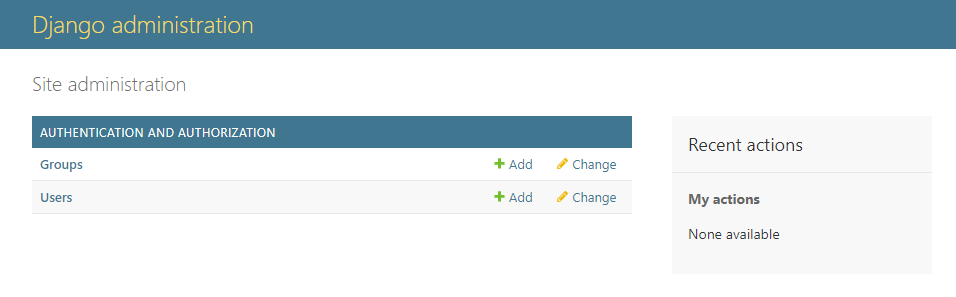 Django administration
Site administration
AUTHENTICATION AND AUTHORIZATION
Groups Add Change
Users Add Change
Recent actions
My actions
None available